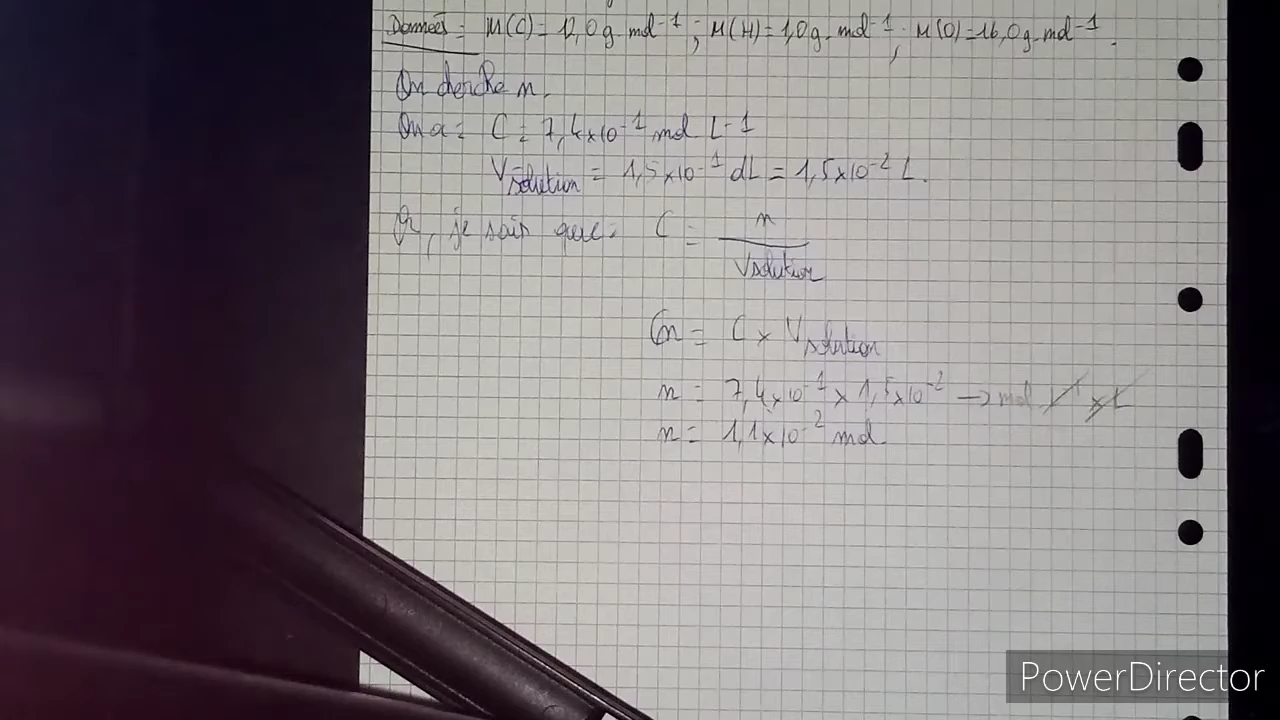 Données : M(C) = 12,0 g mol⁻¹ ; M(H) = 1,0 g. mol⁻¹ ; M(O) = 16,0 g. mol⁻¹.
On cherche n.
On a : C = 7,4×10⁻¹ mol L-1
Vsolution = 1,5×10⁻¹ dL = 1,5×10⁻² L.
Or, je sais que : C = n / Vsolution
n = C × Vsolution
n = 7,4×10⁻¹ × 1,5×10⁻² → mol L⁻¹ × L
n = 1,1×10⁻² mol
PowerDirector